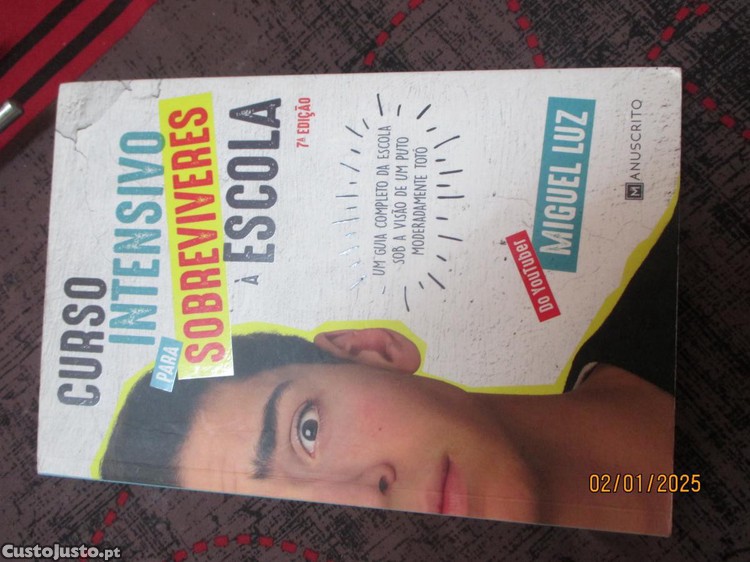 CURSO
INTENSIVO
PARA
SOBREVIVERES
À ESCOLA
7ª EDIÇÃO
UM GUIA COMPLETO DA ESCOLA
SOB A VISÃO DE UM PUTO
MODERADAMENTE TOTÓ
Do YouTuber
MIGUEL LUZ
MANUSCRITO
02/01/2025
CustoJusto.pt